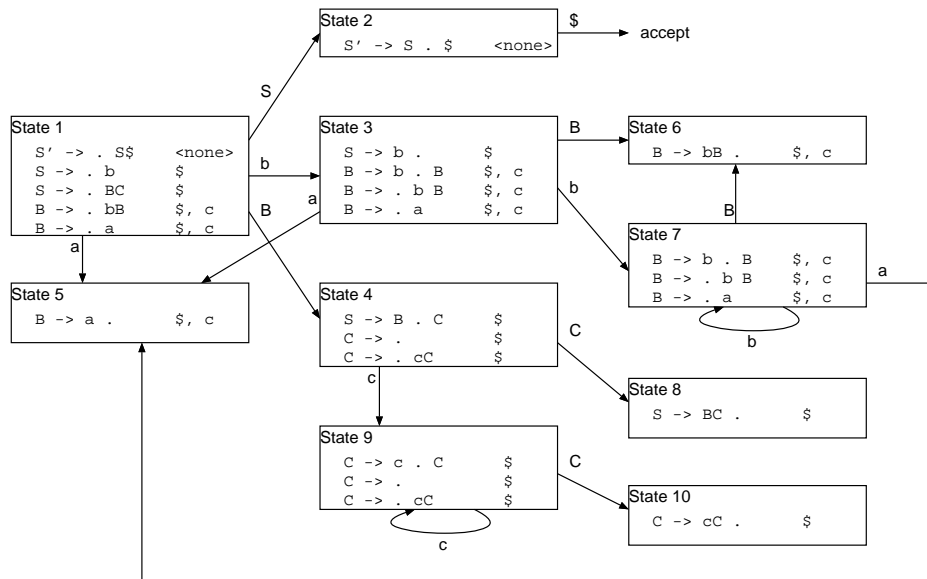 State 2
S' -> S . $ <none>
$
accept
S
State 1
S' -> . S$ <none>
S -> . b $
S -> . BC $
B -> . bB $, c
B -> . a $, c
b
B
a
State 3
S -> b . $
B -> b . B $, c
B -> . b B $, c
B -> . a $, c
a
B
b
State 6
B -> bB . $, c
B
State 7
B -> b . B $, c
B -> . b B $, c
B -> . a $, c
a
b
State 5
B -> a . $, c
State 4
S -> B . C $
C -> . $
C -> . cC $
C
c
State 8
S -> BC . $
State 9
C -> c . C $
C -> . $
C -> . cC $
C
c
State 10
C -> cC . $